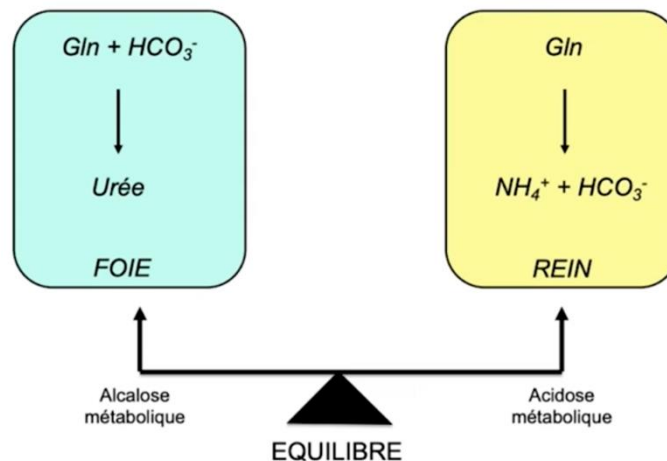 Gln + HCO₃⁻
Urée
FOIE
Gln
NH₄⁺ + HCO₃⁻
REIN
Alcalose
métabolique
Acidose
métabolique
EQUILIBRE